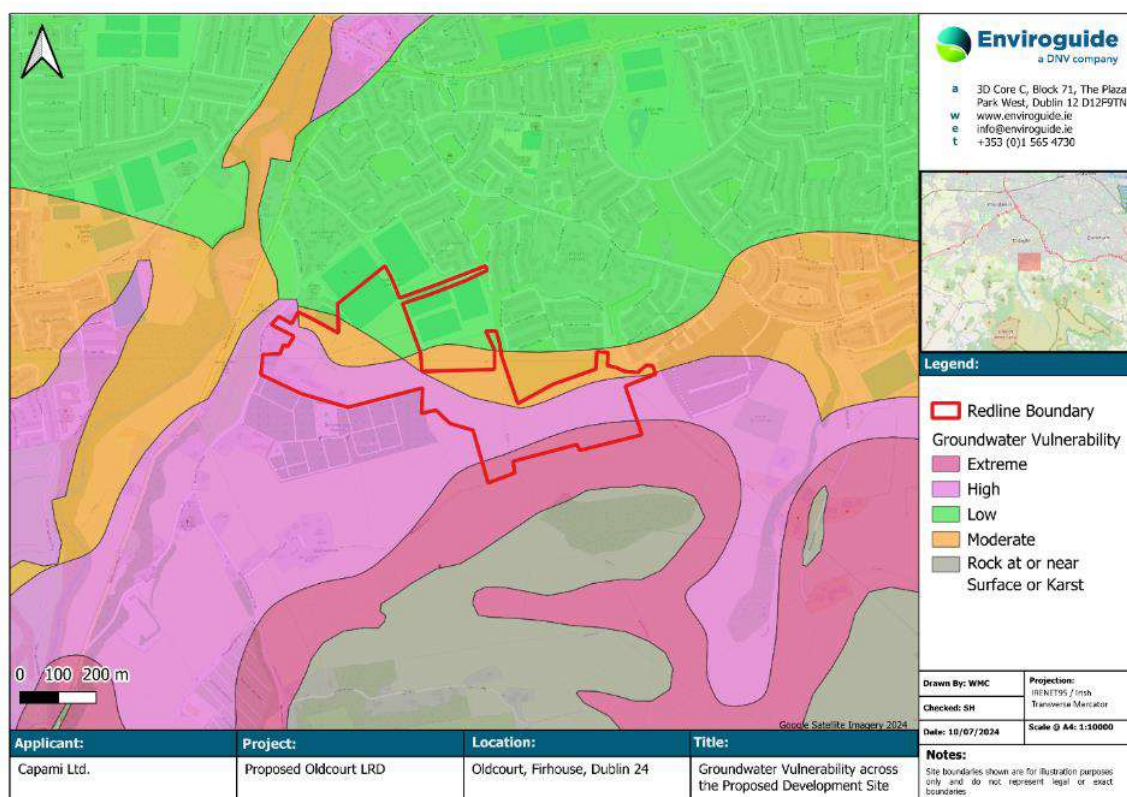 Enviroguide
a DNV company
a 3D Core C, Block 71, The Plaza
Park West, Dublin 12 D12F9TN
w www.enviroguide.ie
e info@enviroguide.ie
t +353 (0)1 565 4730
Legend:
Redline Boundary
Groundwater Vulnerability
Extreme
High
Low
Moderate
Rock at or near
Surface or Karst
0 100 200 m
Google Satellite Imagery 2024
Drawn By: WMC
Projection:
IRENET95 / Irish
Transverse Mercator
Checked: SH
Date: 10/07/2024
Scale @ A4: 1:10000
Notes:
Site boundaries shown are for illustration purposes
only and do not represent legal or exact
boundaries
Applicant:
Capami Ltd.
Project:
Proposed Oldcourt LRD
Location:
Oldcourt, Firhouse, Dublin 24
Title:
Groundwater Vulnerability across
the Proposed Development Site